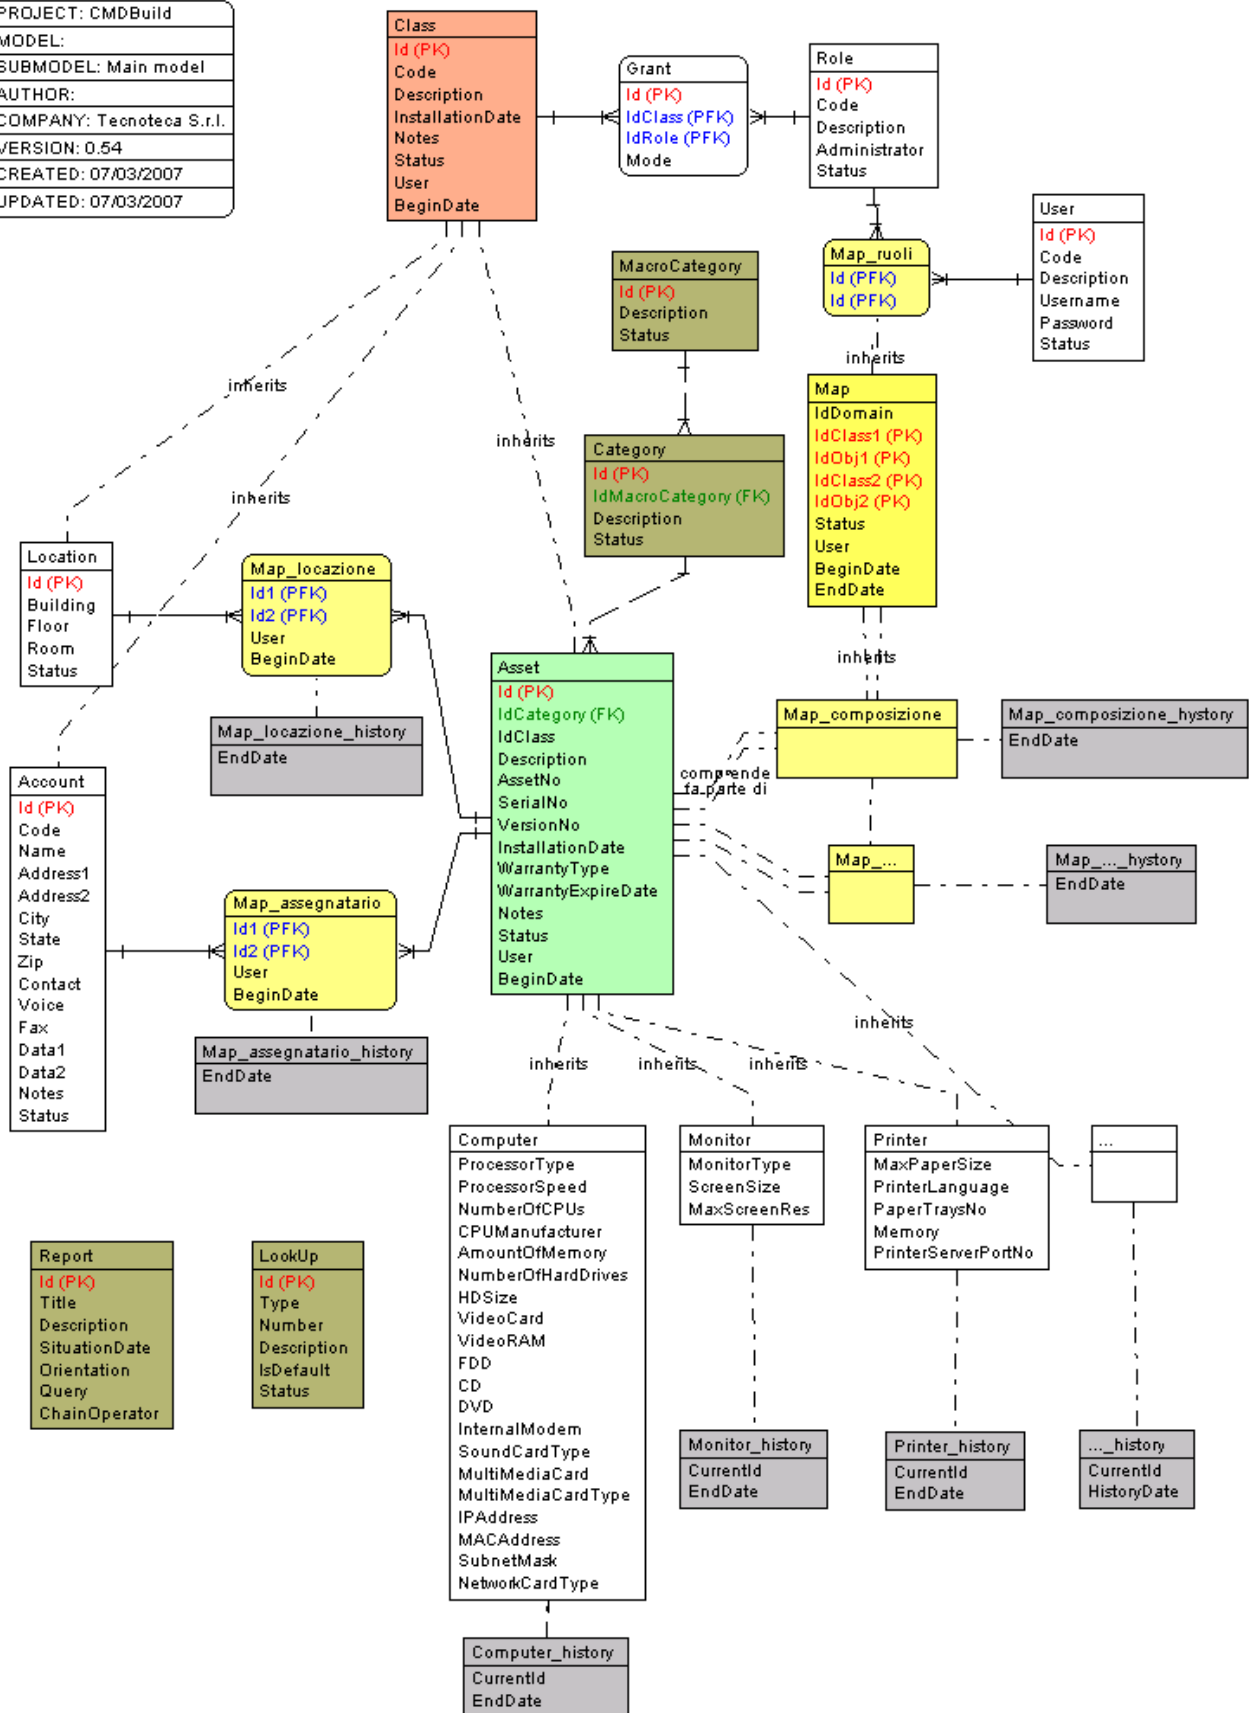 PROJECT: CMDBuild
MODEL:
SUBMODEL: Main model
AUTHOR:
COMPANY: Tecnoteca S.r.l.
VERSION: 0.54
CREATED: 07/03/2007
UPDATED: 07/03/2007
Class
Id (PK)
Code
Description
InstallationDate
Notes
Status
User
BeginDate
Grant
Id (PK)
IdClass (PFK)
IdRole (PFK)
Mode
Role
Id (PK)
Code
Description
Administrator
Status
User
Id (PK)
Code
Description
Username
Password
Status
Map_ruoli
Id (PFK)
Id (PFK)
inherits
MacroCategory
Id (PK)
Description
Status
Map
IdDomain
IdClass1 (PK)
IdObj1 (PK)
IdClass2 (PK)
IdObj2 (PK)
Status
User
BeginDate
EndDate
inherits
inherits
inherits
Category
Id (PK)
IdMacroCategory (FK)
Description
Status
Location
Id (PK)
Building
Floor
Room
Status
Map_locazione
Id1 (PFK)
Id2 (PFK)
User
BeginDate
Map_locazione_history
EndDate
inherits
Asset
Id (PK)
IdCategory (FK)
IdClass
Description
AssetNo
SerialNo
VersionNo
InstallationDate
WarrantyType
WarrantyExpireDate
Notes
Status
User
BeginDate
comprende
fa parte di
Map_composizione
Map_composizione_hystory
EndDate
Map_...
Map_..._hystory
EndDate
Account
Id (PK)
Code
Name
Address1
Address2
City
State
Zip
Contact
Voice
Fax
Data1
Data2
Notes
Status
Map_assegnatario
Id1 (PFK)
Id2 (PFK)
User
BeginDate
Map_assegnatario_history
EndDate
inherits
inherits
inherits
inherits
Computer
ProcessorType
ProcessorSpeed
NumberOfCPUs
CPUManufacturer
AmountOfMemory
NumberOfHardDrives
HDSize
VideoCard
VideoRAM
FDD
CD
DVD
InternalModem
SoundCardType
MultiMediaCard
MultiMediaCardType
IPAddress
MACAddress
SubnetMask
NetworkCardType
Monitor
MonitorType
ScreenSize
MaxScreenRes
Printer
MaxPaperSize
PrinterLanguage
PaperTraysNo
Memory
PrinterServerPortNo
...
Report
Id (PK)
Title
Description
SituationDate
Orientation
Query
ChainOperator
LookUp
Id (PK)
Type
Number
Description
IsDefault
Status
Monitor_history
CurrentId
EndDate
Printer_history
CurrentId
EndDate
..._history
CurrentId
HistoryDate
Computer_history
CurrentId
EndDate